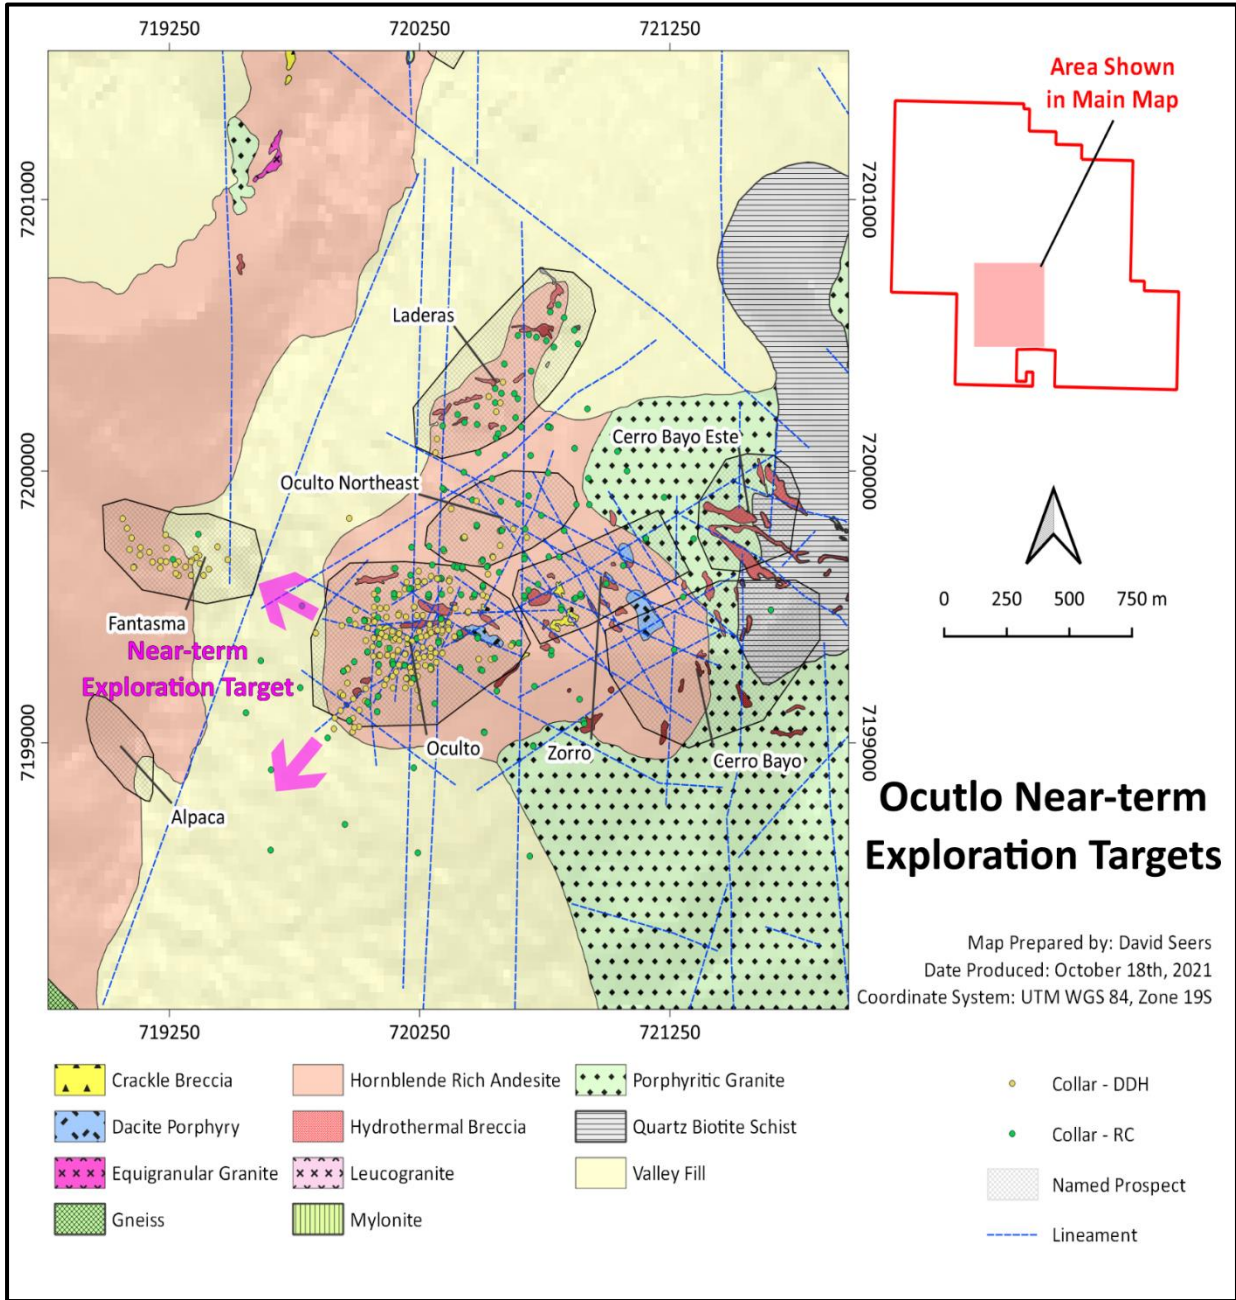 719250
720250
721250
Area Shown
in Main Map
7201000
7201000
Laderas
Cerro Bayo Este
Oculto Northeast
7200000
7200000
0 250 500 750 m
Fantasma
Near-term
Exploration Target
7199000
7199000
Oculto
Zorro
Cerro Bayo
Alpaca
Ocutlo Near-term
Exploration Targets
Map Prepared by: David Seers
Date Produced: October 18th, 2021
Coordinate System: UTM WGS 84, Zone 19S
719250
720250
721250
Crackle Breccia
Hornblende Rich Andesite
Porphyritic Granite
Collar - DDH
Dacite Porphyry
Hydrothermal Breccia
Quartz Biotite Schist
Collar - RC
Equigranular Granite
Leucogranite
Valley Fill
Named Prospect
Gneiss
Mylonite
Lineament